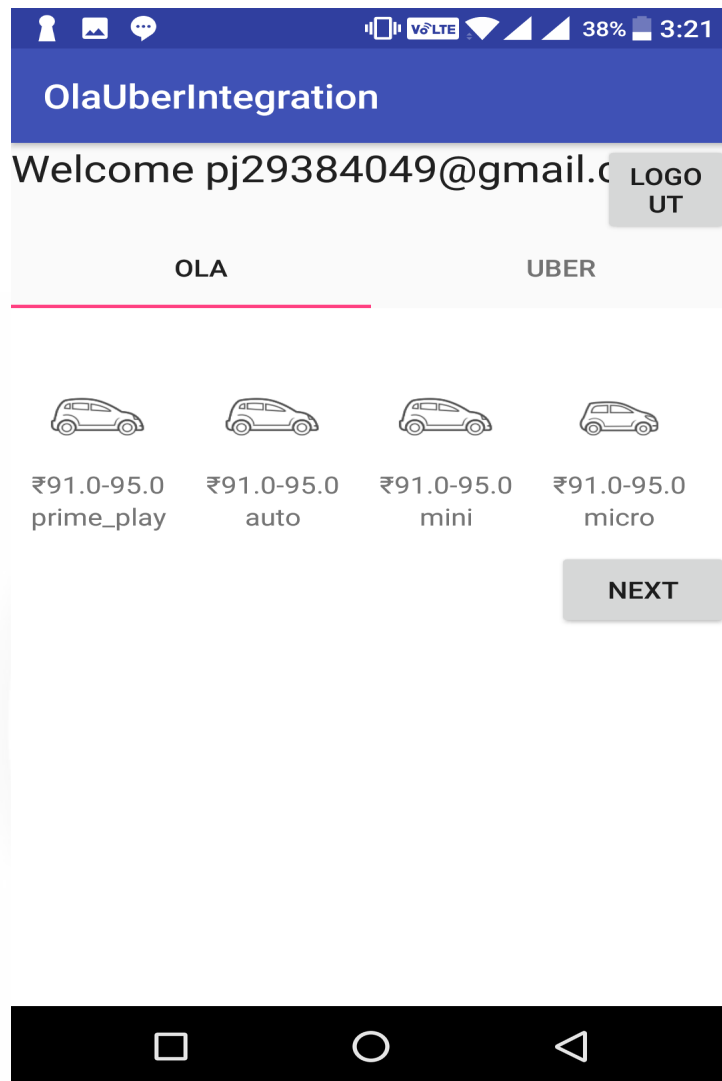 VoLTE 38% 3:21
OlaUberIntegration
Welcome pj29384049@gmail.c
LOGO
UT
OLA UBER
₹91.0-95.0 ₹91.0-95.0 ₹91.0-95.0 ₹91.0-95.0
prime_play auto mini micro
NEXT